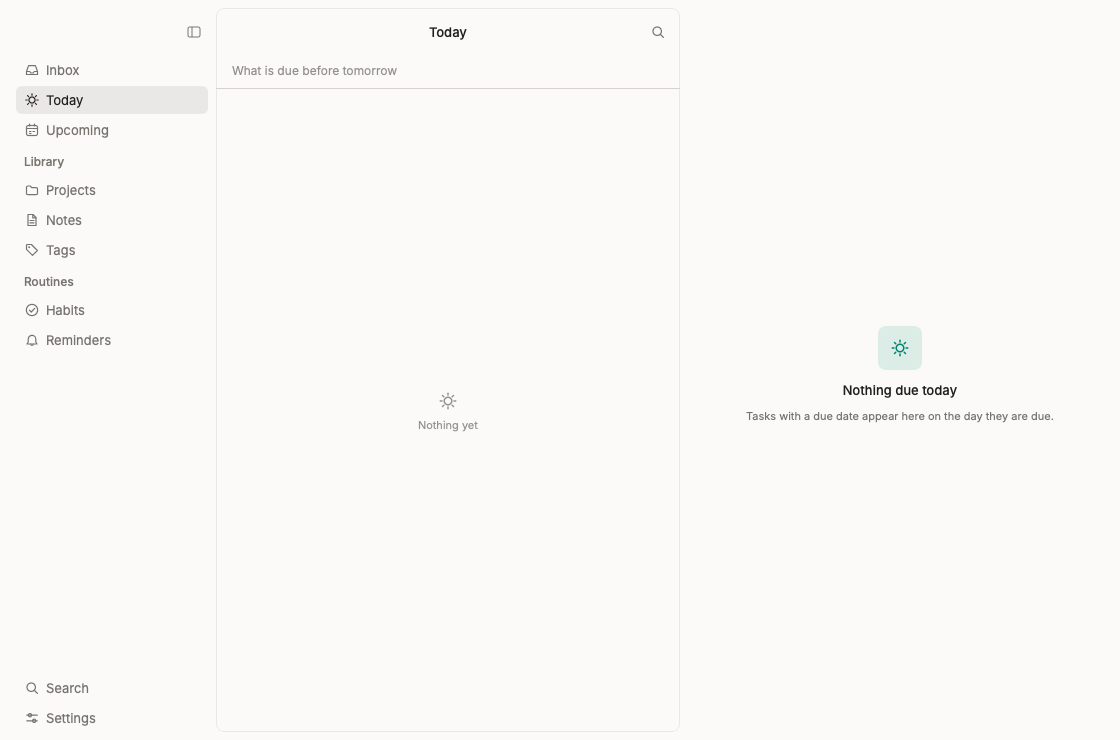 Inbox
Today
Upcoming
Library
Projects
Notes
Tags
Routines
Habits
Reminders
Search
Settings
Today
What is due before tomorrow
Nothing yet
Nothing due today
Tasks with a due date appear here on the day they are due.